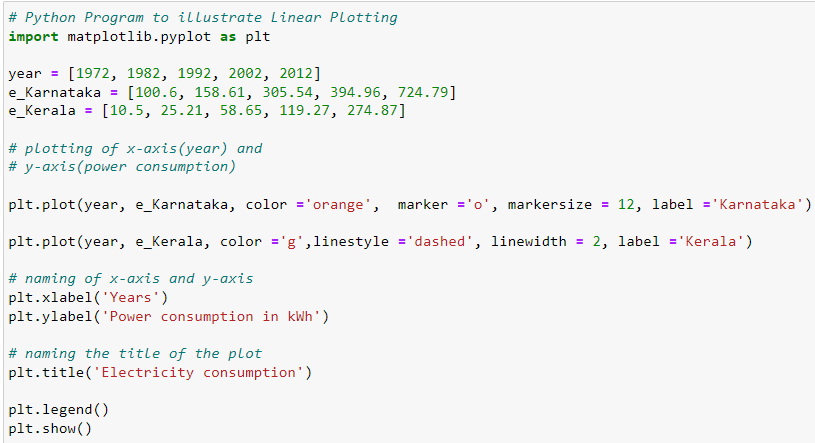 # Python Program to illustrate Linear Plotting
import matplotlib.pyplot as plt
year = [1972, 1982, 1992, 2002, 2012]
e_Karnataka = [100.6, 158.61, 305.54, 394.96, 724.79]
e_Kerala = [10.5, 25.21, 58.65, 119.27, 274.87]
# plotting of x-axis(year) and
# y-axis(power consumption)
plt.plot(year, e_Karnataka, color ='orange',  marker ='o', markersize = 12, label ='Karnataka')
plt.plot(year, e_Kerala, color ='g',linestyle ='dashed', linewidth = 2, label ='Kerala')
# naming of x-axis and y-axis
plt.xlabel('Years')
plt.ylabel('Power consumption in kWh')
# naming the title of the plot
plt.title('Electricity consumption')
plt.legend()
plt.show()